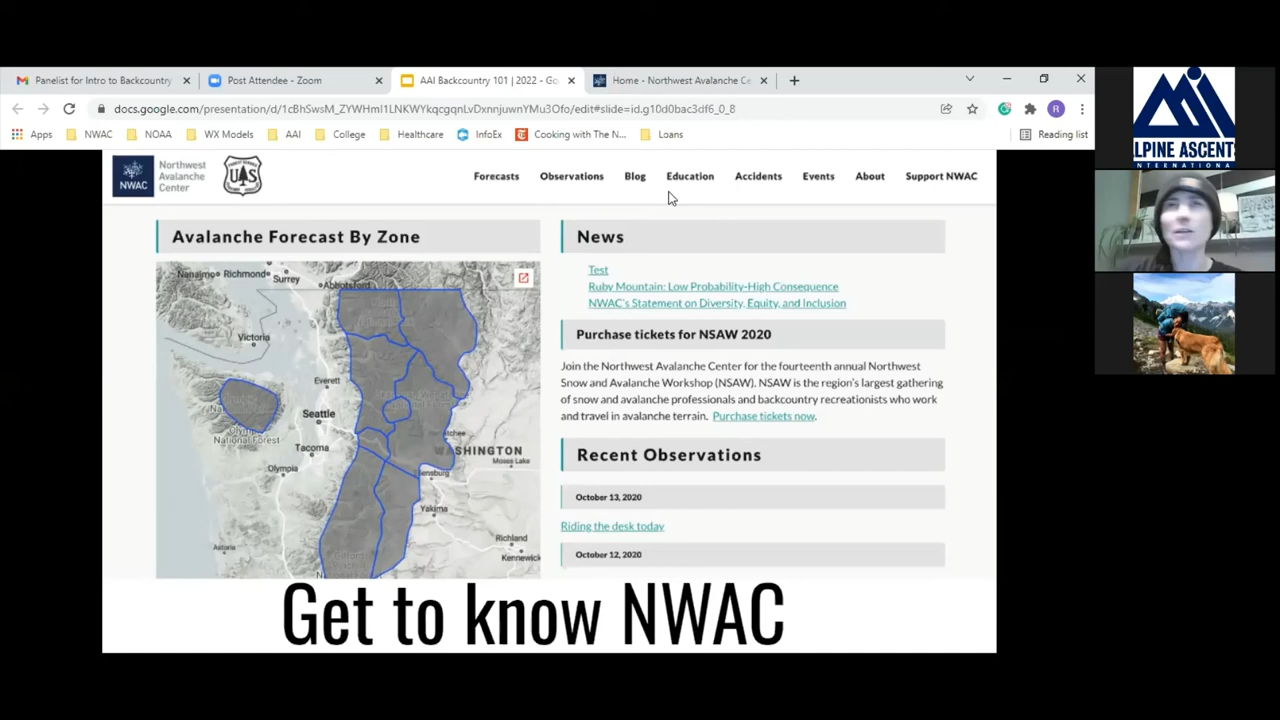 Panelist for Intro to Backcountry
Post Attendee - Zoom
AAI Backcountry 101 | 2022 - Go
Home - Northwest Avalanche Ce
docs.google.com/presentation/d/1cBhSwsM_ZYWHmI1LNKWYkqcgqnLvDxnnjuwnYMu3Ofo/edit#slide=id.g10d0bac3df6_0_8
R
Apps
NWAC
NOAA
WX Models
AAI
College
Healthcare
InfoEx
Cooking with The N...
Loans
Reading list
NWAC
Northwest
Avalanche
Center
UAS
Forecasts
Observations
Blog
Education
Accidents
Events
About
Support NWAC
Avalanche Forecast By Zone
Nanaimo
Richmond
Surrey
Abbotsford
Victoria
Everett
Seattle
Tacoma
Olympia
National Forest
WASHINGTON
Moses Lake
Yakima
Richland
Kennewick
Astoria
News
Test
Ruby Mountain: Low Probability-High Consequence
NWAC's Statement on Diversity, Equity, and Inclusion
Purchase tickets for NSAW 2020
Join the Northwest Avalanche Center for the fourteenth annual Northwest
Snow and Avalanche Workshop (NSAW). NSAW is the region's largest gathering
of snow and avalanche professionals and backcountry recreationists who work
and travel in avalanche terrain. Purchase tickets now.
Recent Observations
October 13, 2020
Riding the desk today
October 12, 2020
Get to know NWAC
LPINE ASCENT
NTERNATIONA